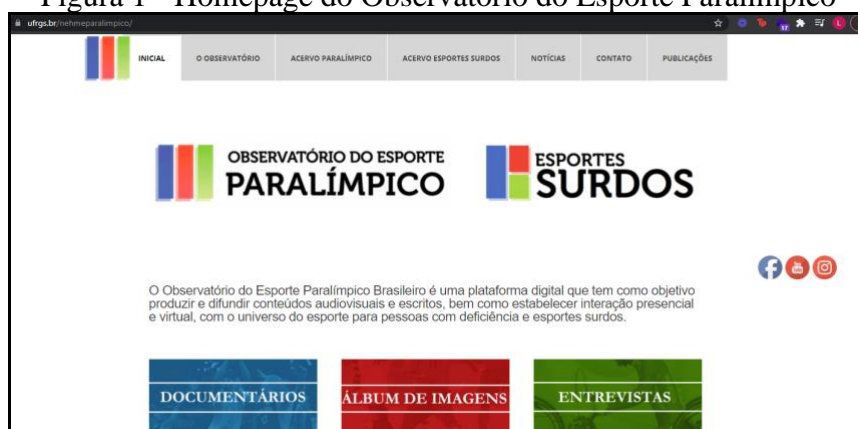 Figura 1 - Homepage do Observatório do Esporte Paralímpico
ufrgs.br/nehmeparalimpico/
INICIAL O OBSERVATÓRIO ACERVO PARALÍMPICO ACERVO ESPORTES SURDOS NOTÍCIAS CONTATO PUBLICAÇÕES
OBSERVATÓRIO DO ESPORTE
PARALÍMPICO
ESPORTES
SURDOS
O Observatório do Esporte Paralímpico Brasileiro é uma plataforma digital que tem como objetivo
produzir e difundir conteúdos audiovisuais e escritos, bem como estabelecer interação presencial
e virtual, com o universo do esporte para pessoas com deficiência e esportes surdos.
DOCUMENTÁRIOS ÁLBUM DE IMAGENS ENTREVISTAS